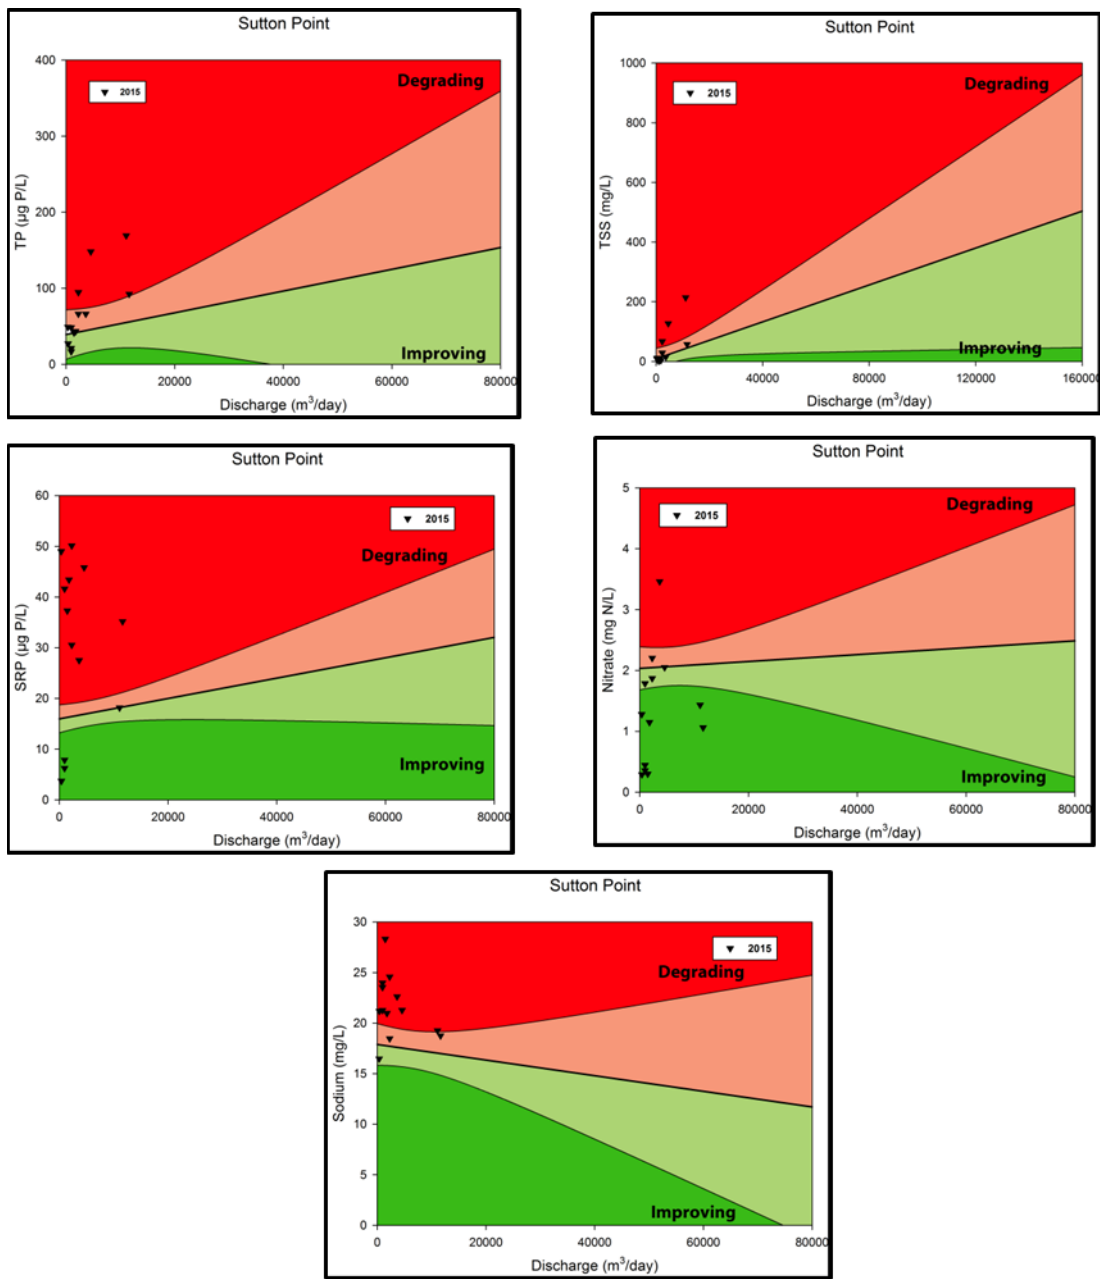 Sutton Point
400
300
200
100
0
TP (µg P/L)
2015
Degrading
Improving
0 20000 40000 60000 80000
Discharge (m³/day)
Sutton Point
1000
800
600
400
200
0
TSS (mg/L)
2015
Degrading
Improving
0 40000 80000 120000 160000
Discharge (m³/day)
Sutton Point
60
50
40
30
20
10
0
SRP (µg P/L)
2015
Degrading
Improving
0 20000 40000 60000 80000
Discharge (m³/day)
Sutton Point
5
4
3
2
1
0
Nitrate (mg N/L)
2015
Degrading
Improving
0 20000 40000 60000 80000
Discharge (m³/day)
Sutton Point
30
25
20
15
10
5
0
Sodium (mg/L)
2015
Degrading
Improving
0 20000 40000 60000 80000
Discharge (m³/day)